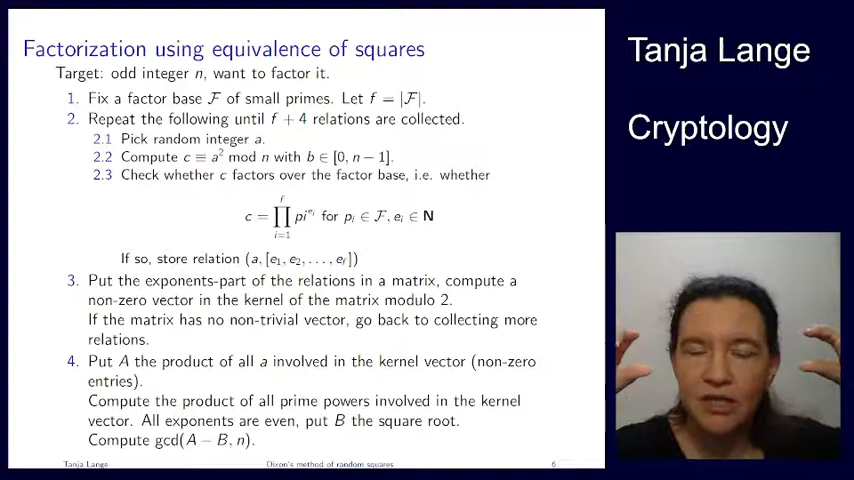 Factorization using equivalence of squares
Target: odd integer n, want to factor it.
1. Fix a factor base F of small primes. Let f = |F|.
2. Repeat the following until f + 4 relations are collected.
2.1 Pick random integer a.
2.2 Compute c ≡ a² mod n with b ∈ [0, n − 1].
2.3 Check whether c factors over the factor base, i.e. whether
c = ∏_{i=1}^{f} pi^{e_i} for p_i ∈ F, e_i ∈ N
If so, store relation (a, [e₁, e₂, . . . , e_f])
3. Put the exponents-part of the relations in a matrix, compute a
non-zero vector in the kernel of the matrix modulo 2.
If the matrix has no non-trivial vector, go back to collecting more
relations.
4. Put A the product of all a involved in the kernel vector (non-zero
entries).
Compute the product of all prime powers involved in the kernel
vector. All exponents are even, put B the square root.
Compute gcd(A − B, n).
Tanja Lange Dixon's method of random squares 6
Tanja Lange
Cryptology